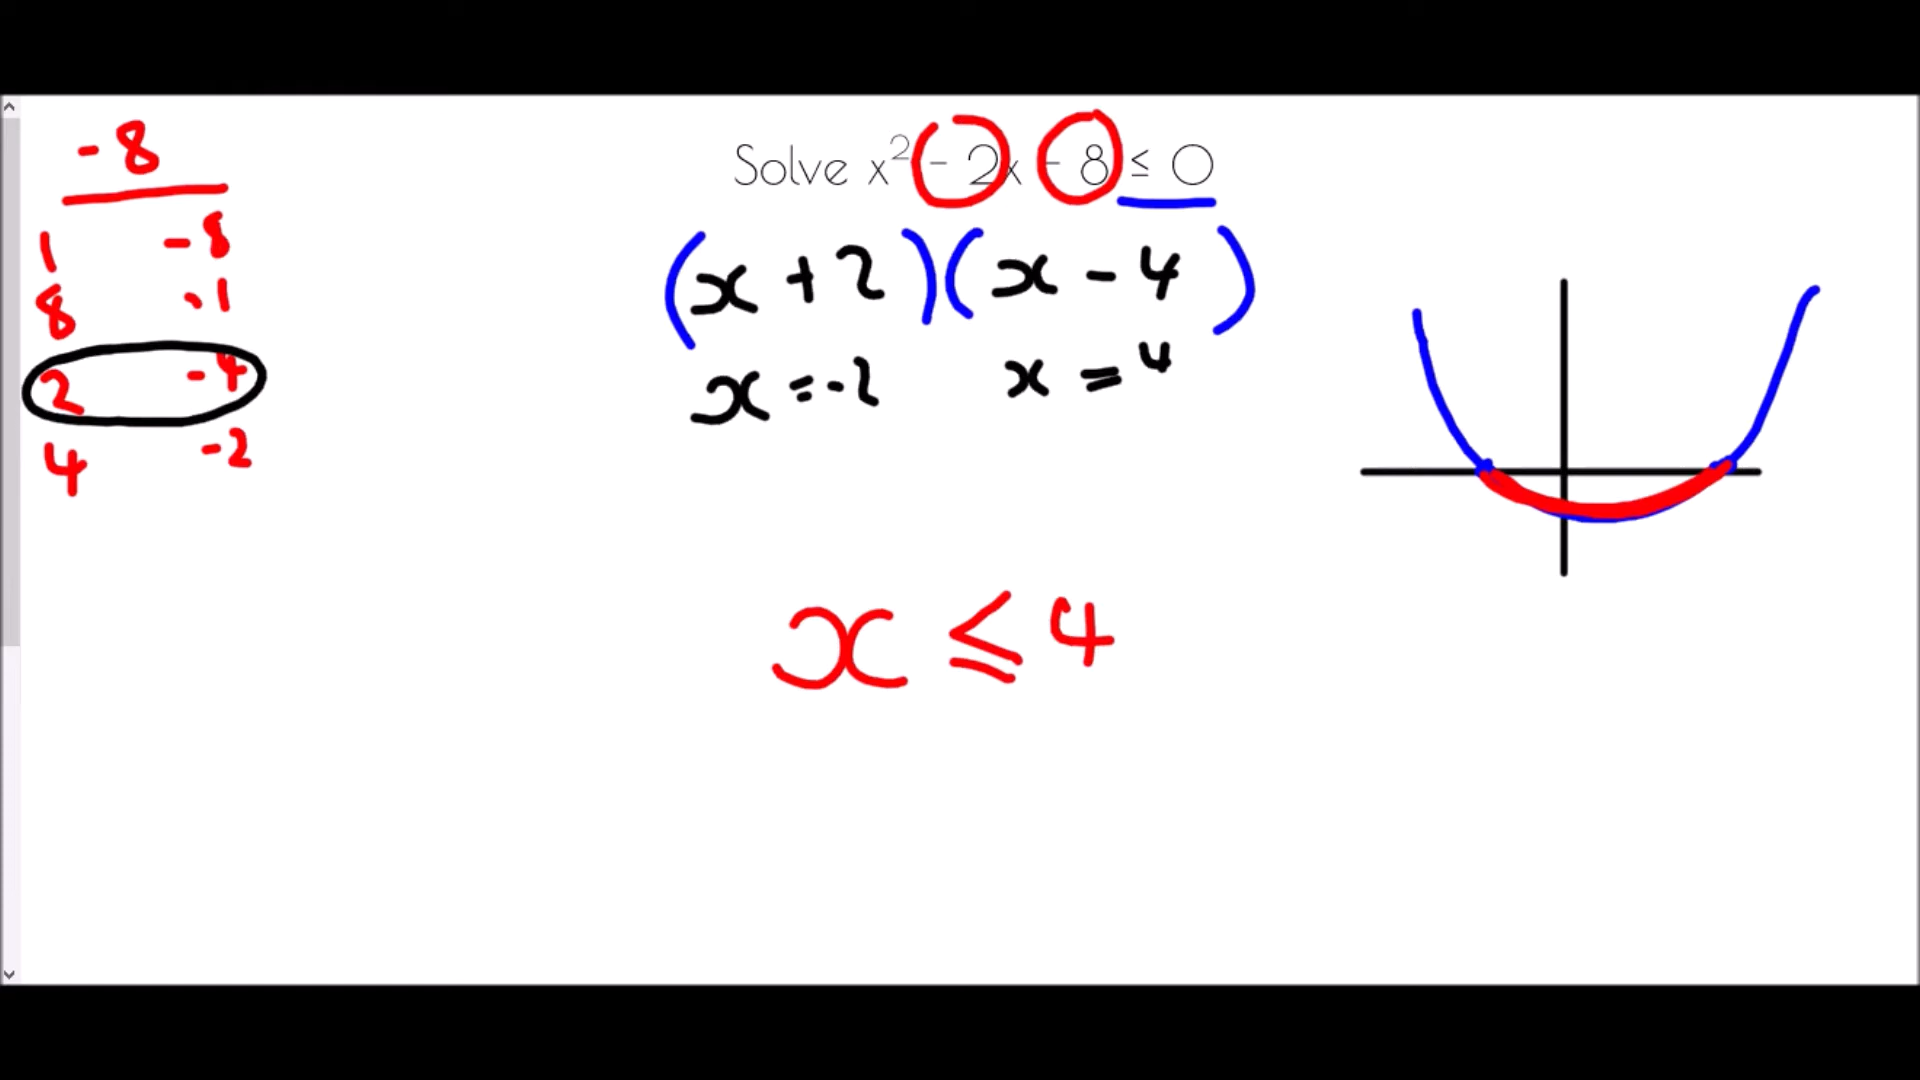 Solve x² - 2x - 8 ≤ 0
(x + 2)(x - 4)
x = -2 x = 4
x ≤ 4
-8
1 -8
8 -1
2 -4
4 -2